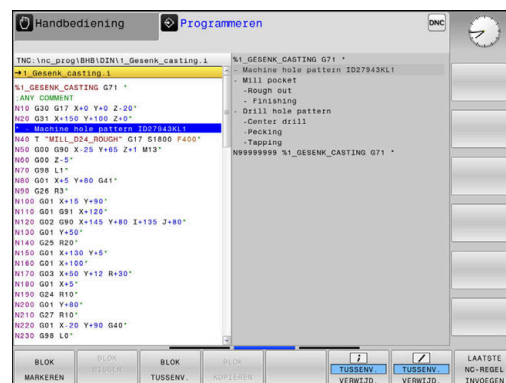 Handbediening
Programmeren
DNC
TNC:\nc_prog\BHB\DIN\1_Gesenk_casting.i
→1_Gesenk_casting.i
%1_GESENK_CASTING G71 *
;ANY COMMENT
N10 G30 G17 X+0 Y+0 Z-20*
N20 G31 X+150 Y+100 Z+0*
* - Machine hole pattern ID27943KL1
N40 T "MILL_D24_ROUGH" G17 S1800 F400*
N50 G00 G90 X-25 Y+65 Z+1 M13*
N60 G00 Z-5*
N70 G98 L1*
N80 G01 X+5 Y+80 G41*
N90 G26 R3*
N100 G01 X+15 Y+90*
N110 G01 G91 X+120*
N120 G02 G90 X+145 Y+80 I+135 J+80*
N130 G01 Y+50*
N140 G25 R20*
N150 G01 X+130 Y+5*
N160 G01 X+100*
N170 G03 X+50 Y+12 R+30*
N180 G01 X+5*
N190 G24 R10*
N200 G01 Y+80*
N210 G27 R10*
N220 G01 X-20 Y+90 G40*
N230 G98 L0*
%1_GESENK_CASTING G71 *
- Machine hole pattern ID27943KL1
- Mill pocket
-Rough out
- Finishing
- Drill hole pattern
-Center drill
-Pecking
-Tapping
N99999999 %1_GESENK_CASTING G71 *
BLOK
MARKEREN
BLOK
WISSEN
BLOK
TUSSENV.
BLOK
KOPIEREN
TUSSENV.
VERWIJD.
TUSSENV.
VERWIJD.
LAATSTE
NC-REGEL
INVOEGEN